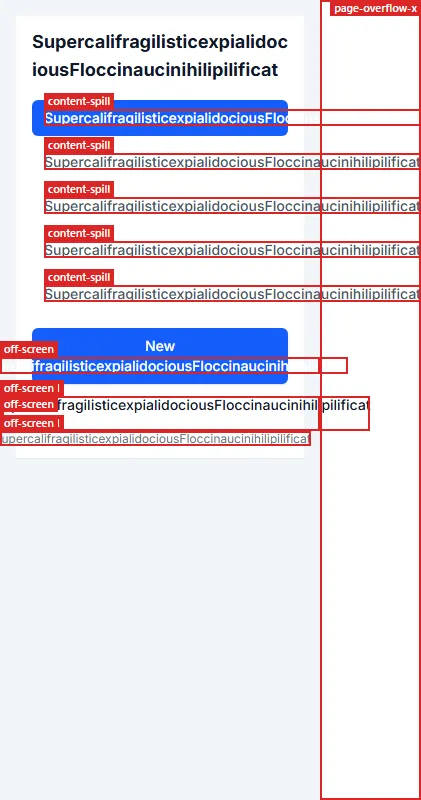 page-overflow-x
Supercalifragilisticexpialidoc
iousFloccinaucinihilipilificat
content-spill
SupercalifragilisticexpialidociousFloc
content-spill
SupercalifragilisticexpialidociousFloccinaucinihilipilificat
content-spill
SupercalifragilisticexpialidociousFloccinaucinihilipilificat
content-spill
SupercalifragilisticexpialidociousFloccinaucinihilipilificat
content-spill
SupercalifragilisticexpialidociousFloccinaucinihilipilificat
New
off-screen
ifragilisticexpialidociousFloccinaucinih
off-screen
off-screen
fragilisticexpialidociousFloccinaucinihilipilificat
off-screen
upercalifragilisticexpialidociousFloccinaucinihilipilificat